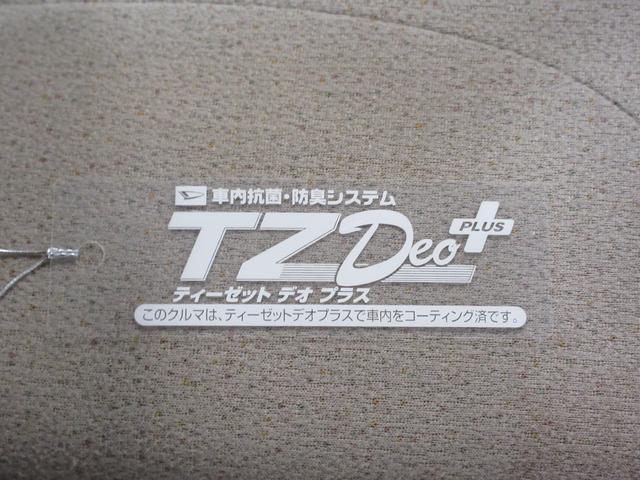 車内抗菌・防臭システム
TZ Deo PLUS
ティーゼット デオ プラス
このクルマは、ティーゼットデオプラスで車内をコーティング済です。